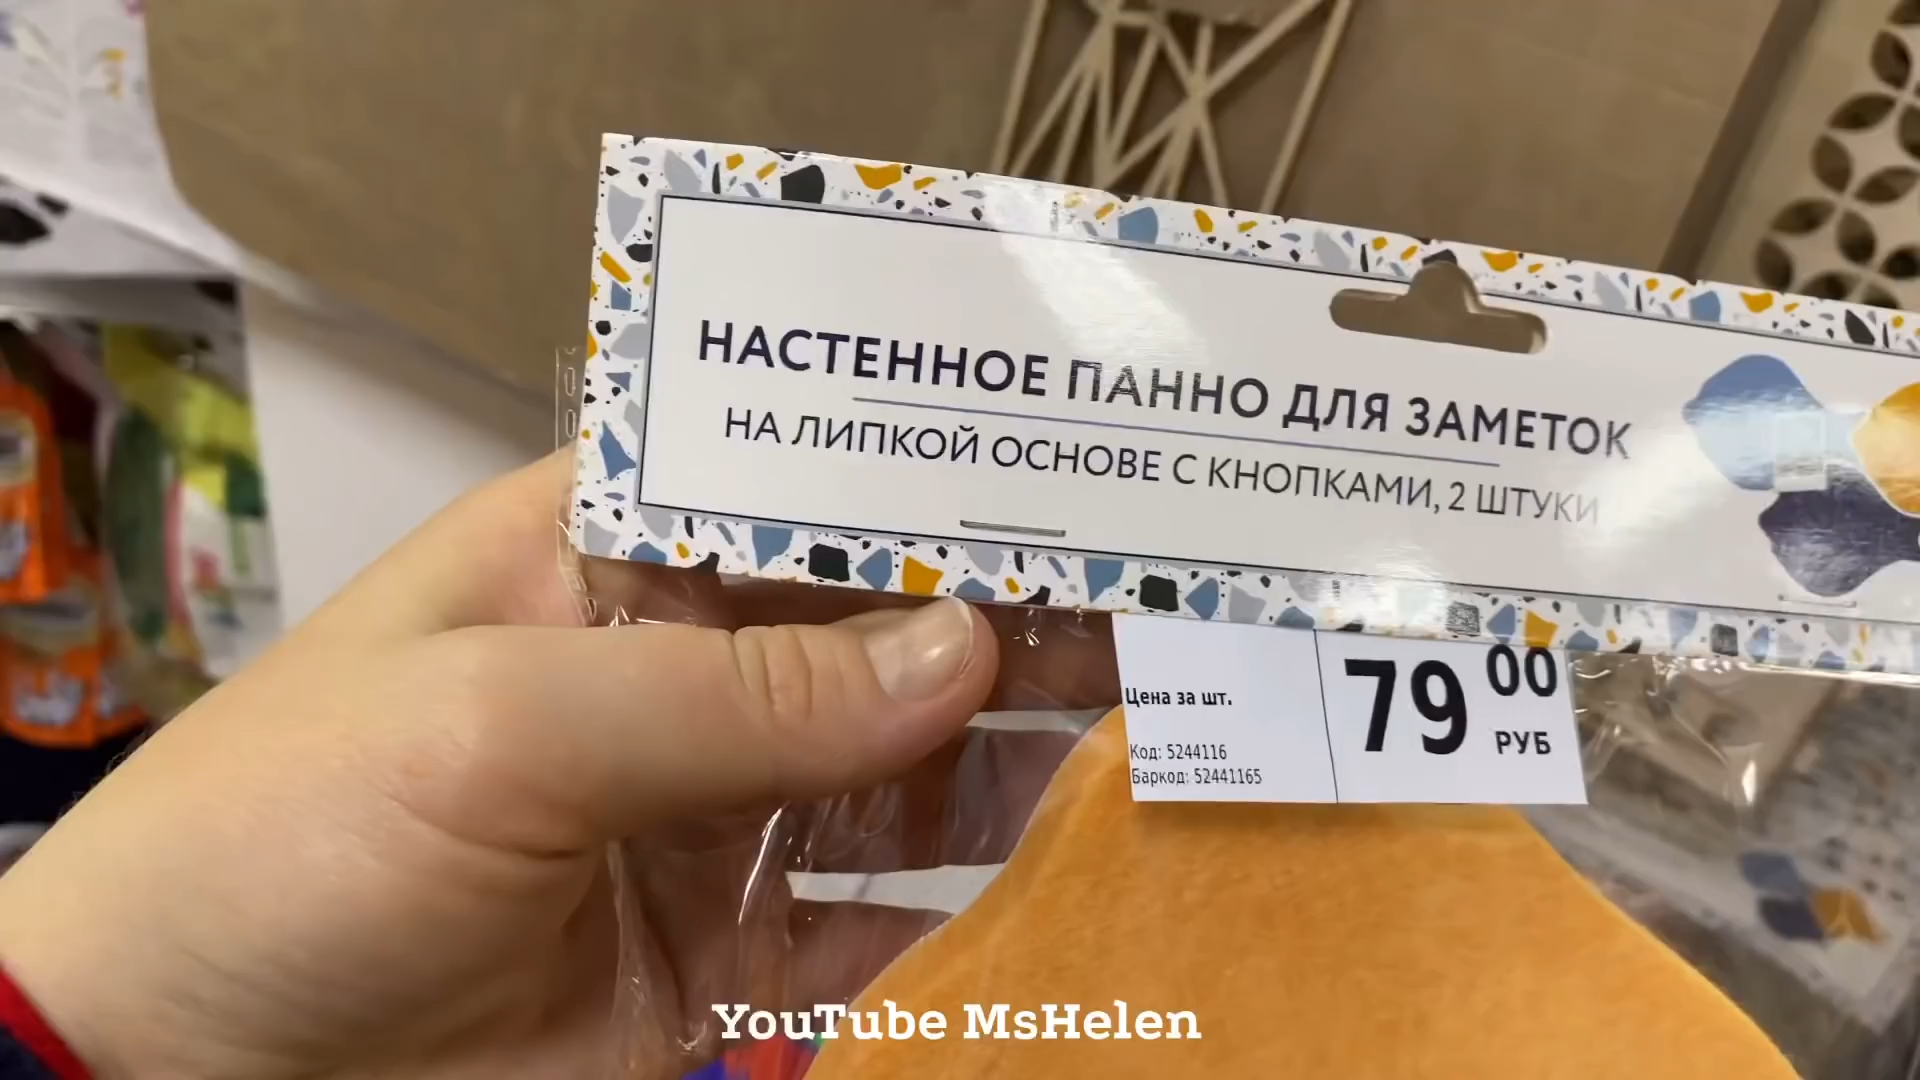 НАСТЕННОЕ ПАННО ДЛЯ ЗАМЕТОК
НА ЛИПКОЙ ОСНОВЕ С КНОПКАМИ, 2 ШТУКИ
Цена за шт.
79 00
РУБ
Код: 5244116
Баркод: 52441165
YouTube MsHelen